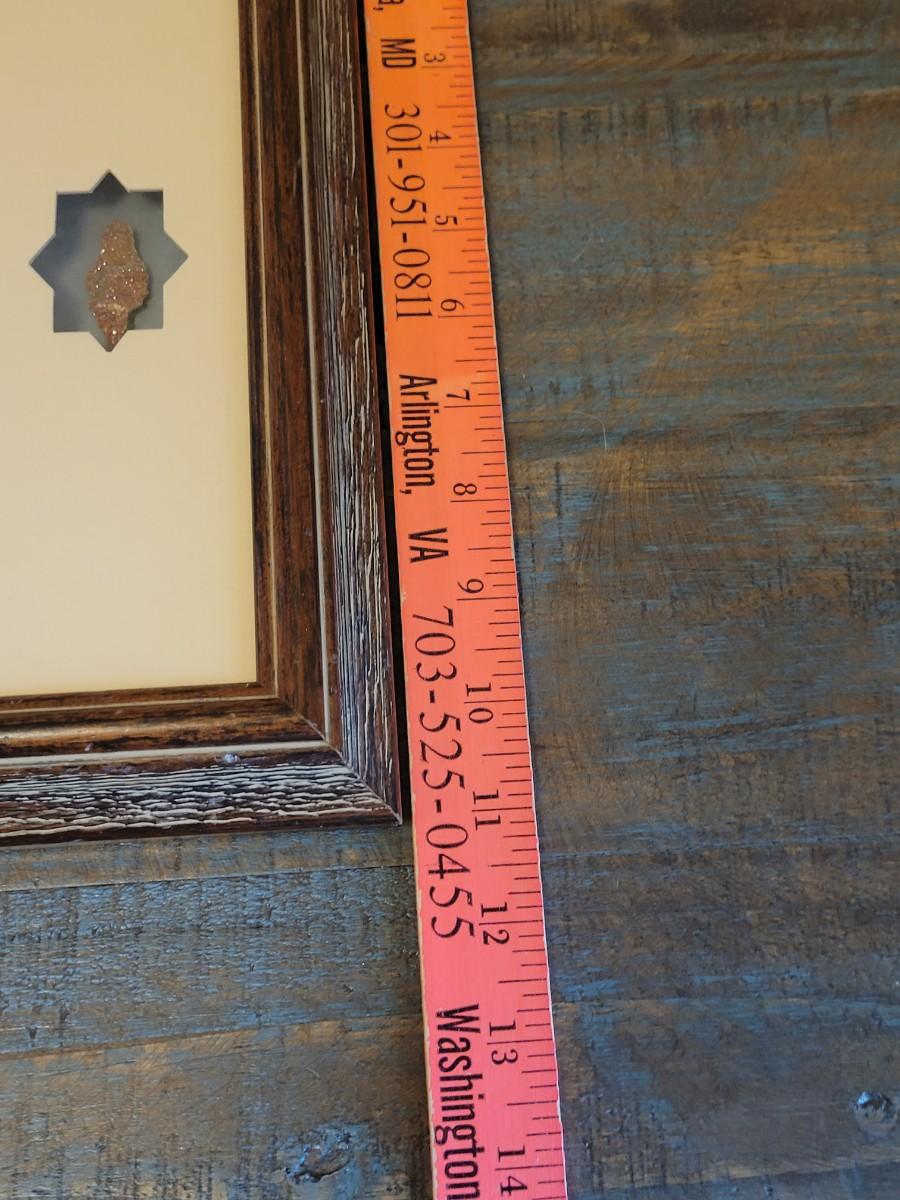 MD 301-951-0811 Arlington, VA 703-525-0455 Washington
3 4 5 6 7 8 9 10 11 12 13 14